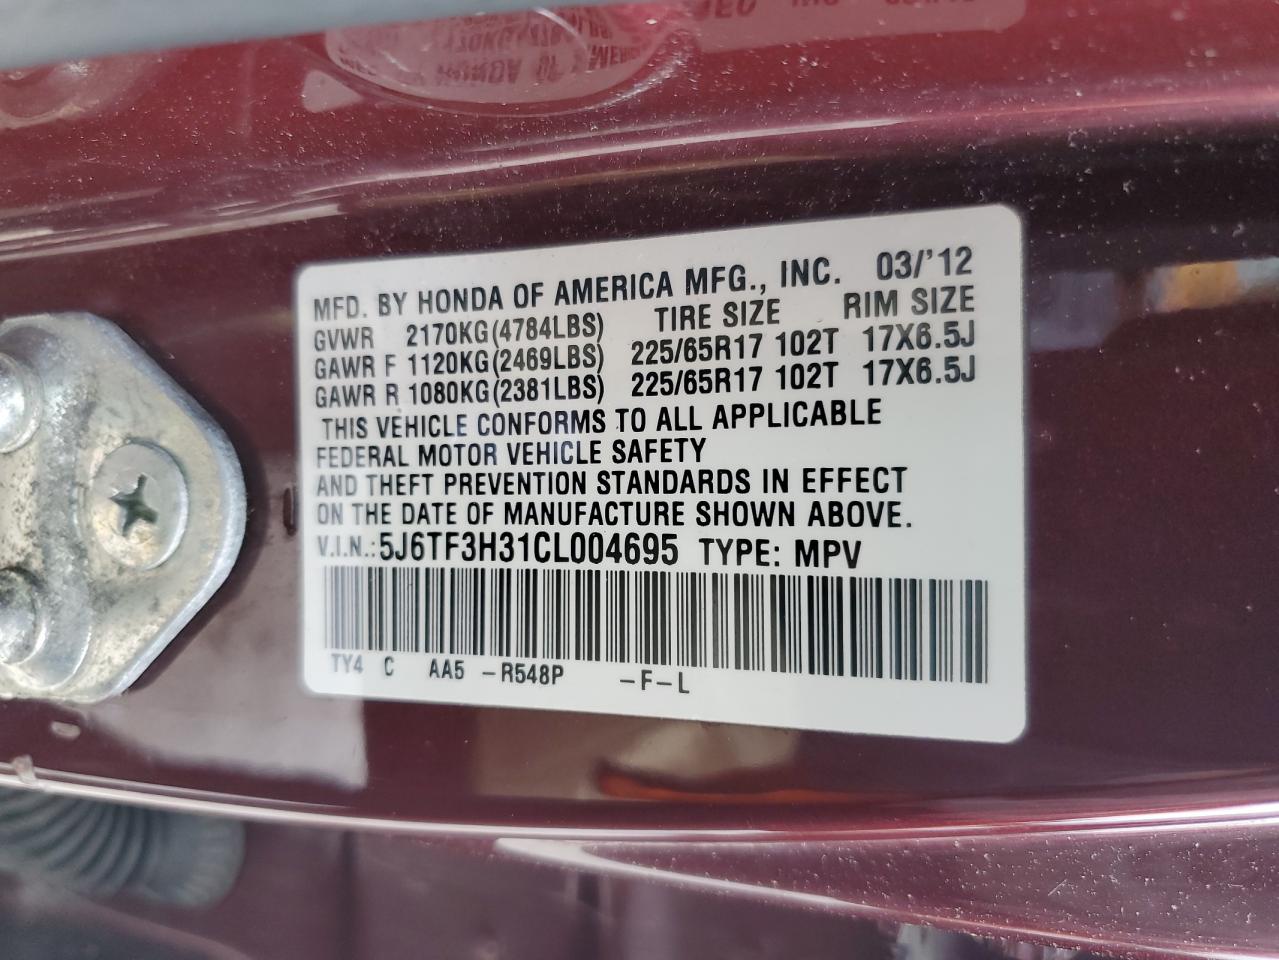 MFD. BY HONDA OF AMERICA MFG., INC. 03/'12
GVWR 2170KG(4784LBS) TIRE SIZE RIM SIZE
GAWR F 1120KG(2469LBS) 225/65R17 102T 17X6.5J
GAWR R 1080KG(2381LBS) 225/65R17 102T 17X6.5J
THIS VEHICLE CONFORMS TO ALL APPLICABLE
FEDERAL MOTOR VEHICLE SAFETY
AND THEFT PREVENTION STANDARDS IN EFFECT
ON THE DATE OF MANUFACTURE SHOWN ABOVE.
V.I.N.: 5J6TF3H31CL004695 TYPE: MPV
TY4 C AA5 -R548P -F-L